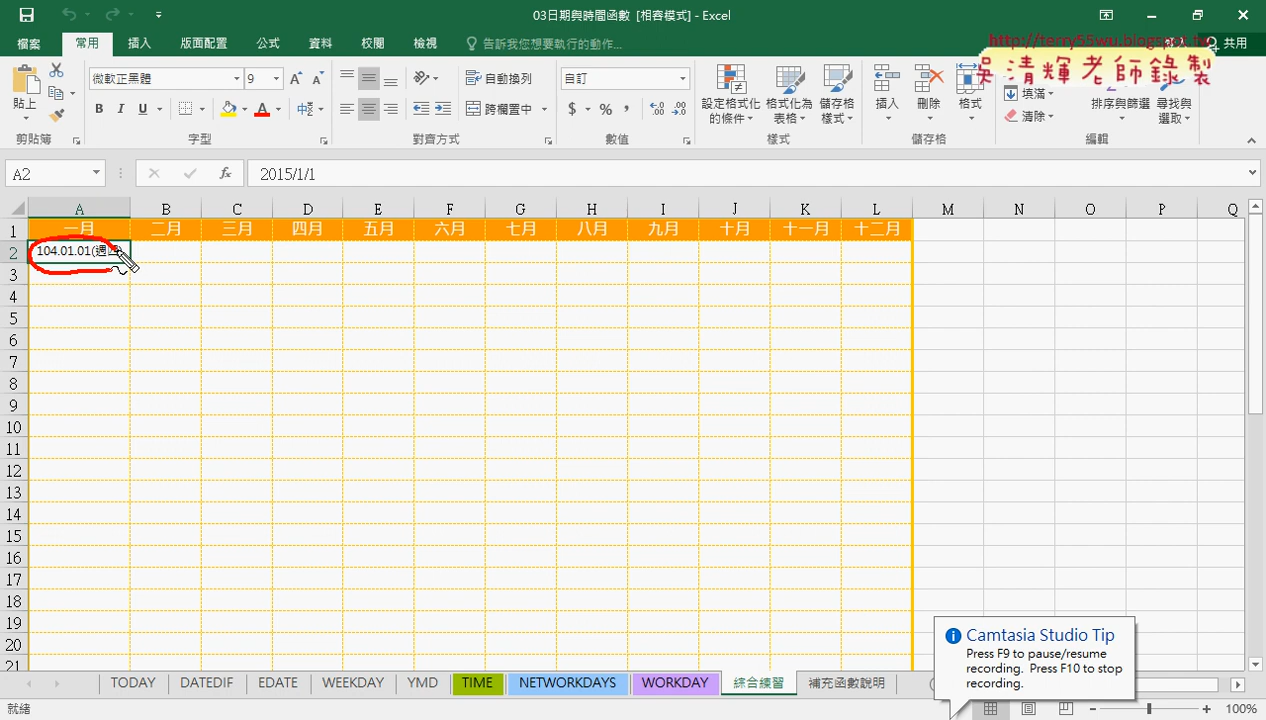 03日期與時間函數 [相容模式] - Excel
檔案 常用 插入 版面配置 公式 資料 校閱 檢視 告訴我您想要執行的動作... 共用
http://terry55wu.blogspot.tw
吳清輝老師錄製
貼上
微軟正黑體 9
自動換列
自訂
設定格式化的條件
格式化為表格
儲存格樣式
插入
刪除
格式
填滿
清除
排序與篩選
尋找與選取
B I U
A
中
跨欄置中
$ % ,
剪貼簿 字型 對齊方式 數值 樣式 儲存格 編輯
A2 fx 2015/1/1
A B C D E F G H I J K L M N O P Q
1 一月 二月 三月 四月 五月 六月 七月 八月 九月 十月 十一月 十二月
2 104.01.01(週四)
3
4
5
6
7
8
9
10
11
12
13
14
15
16
17
18
19
20
21
Camtasia Studio Tip
Press F9 to pause/resume
recording. Press F10 to stop
recording.
TODAY DATEDIF EDATE WEEKDAY YMD TIME NETWORKDAYS WORKDAY 綜合練習 補充函數說明
就緒 100%